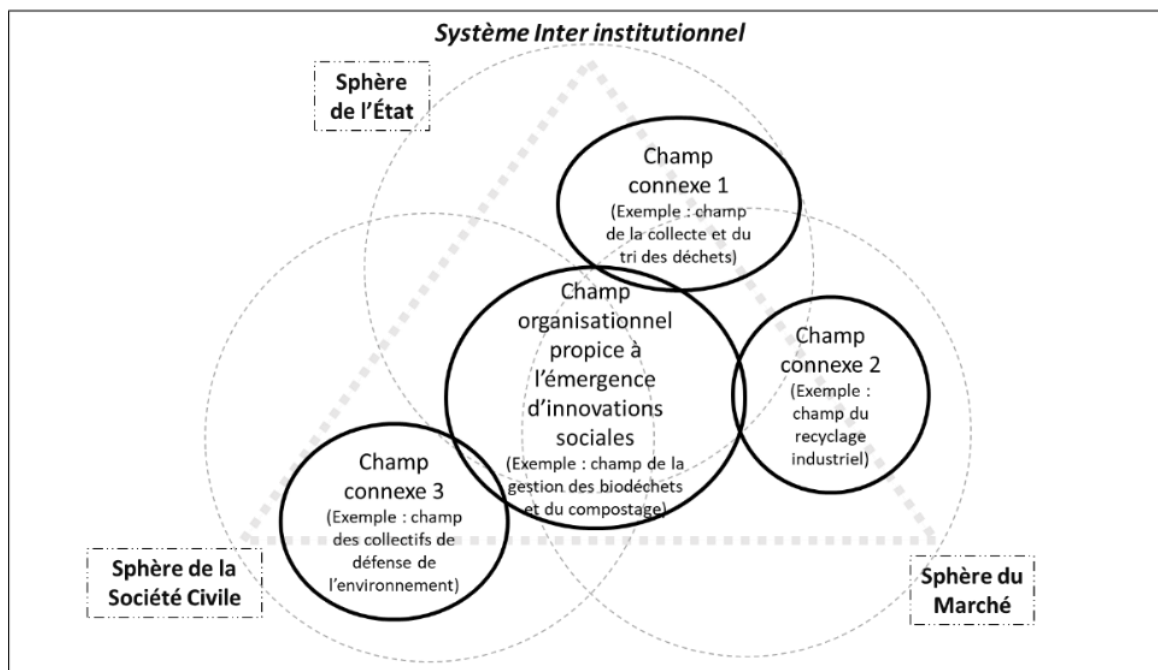 Système Inter institutionnel
Sphère
de l'État
Champ
connexe 1
(Exemple : champ
de la collecte et du
tri des déchets)
Champ
organisationnel
propice à
l'émergence
d'innovations
sociales
(Exemple : champ de la
gestion des biodéchets
et du compostage)
Champ
connexe 2
(Exemple :
champ du
recyclage
industriel)
Champ
connexe 3
(Exemple : champ
des collectifs de
défense de
l'environnement)
Sphère de la
Société Civile
Sphère du
Marché